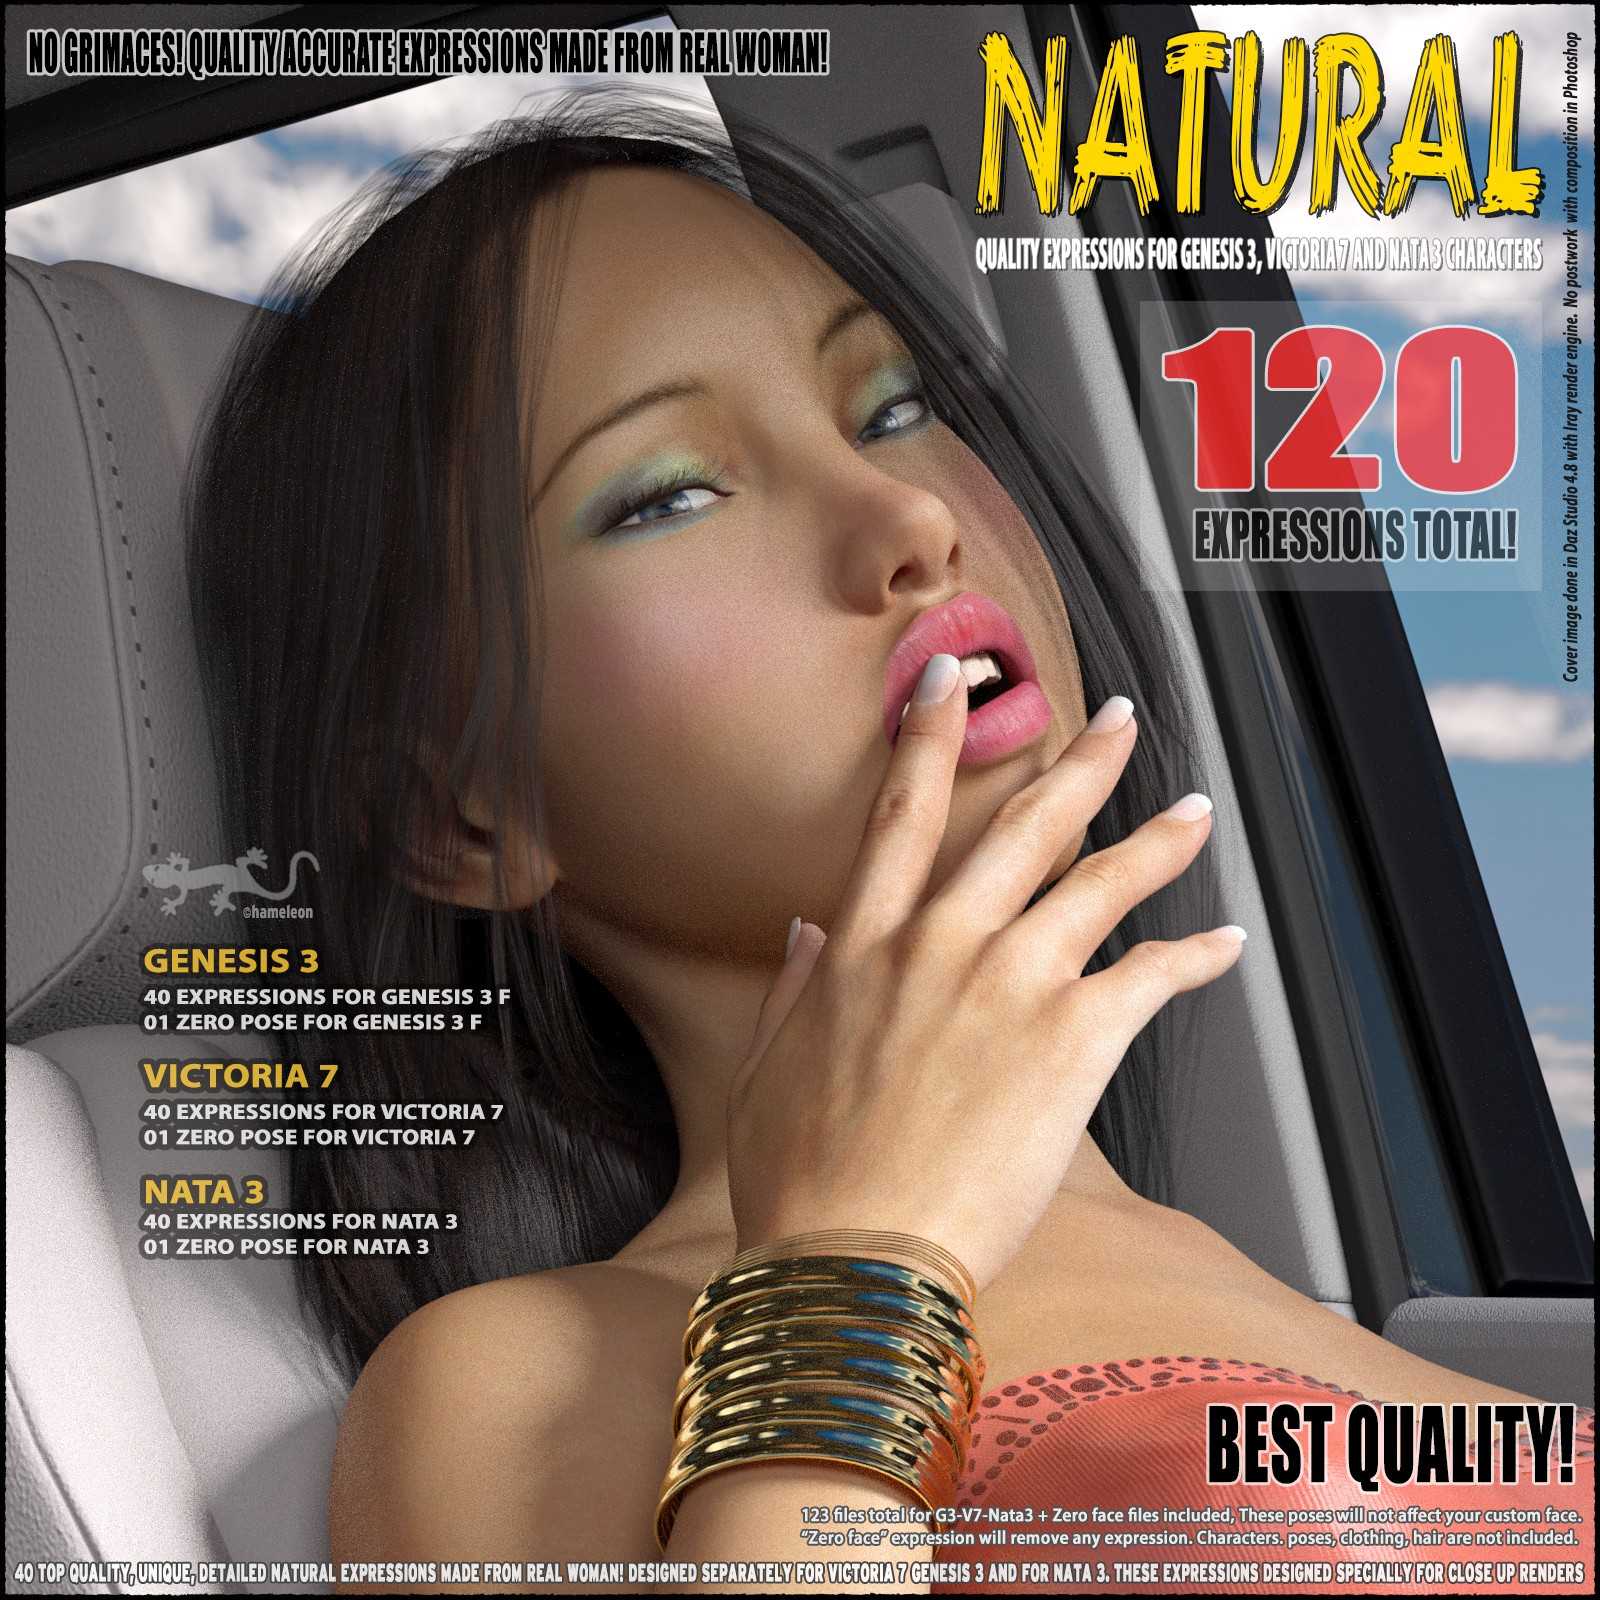 NO GRIMACES! QUALITY ACCURATE EXPRESSIONS MADE FROM REAL WOMAN!
NATURAL
QUALITY EXPRESSIONS FOR GENESIS 3, VICTORIA 7 AND NATA 3 CHARACTERS
120
EXPRESSIONS TOTAL!
Cover image done in Daz Studio 4.8 with Iray render engine. No postwork with composition in Photoshop
©hameleon
GENESIS 3
40 EXPRESSIONS FOR GENESIS 3 F
01 ZERO POSE FOR GENESIS 3 F
VICTORIA 7
40 EXPRESSIONS FOR VICTORIA 7
01 ZERO POSE FOR VICTORIA 7
NATA 3
40 EXPRESSIONS FOR NATA 3
01 ZERO POSE FOR NATA 3
BEST QUALITY!
123 files total for G3-V7-Nata3 + Zero face files included, These poses will not affect your custom face.
“Zero face” expression will remove any expression. Characters. poses, clothing, hair are not included.
40 TOP QUALITY, UNIQUE, DETAILED NATURAL EXPRESSIONS MADE FROM REAL WOMAN! DESIGNED SEPARATELY FOR VICTORIA 7 GENESIS 3 AND FOR NATA 3. THESE EXPRESSIONS DESIGNED SPECIALLY FOR CLOSE UP RENDERS